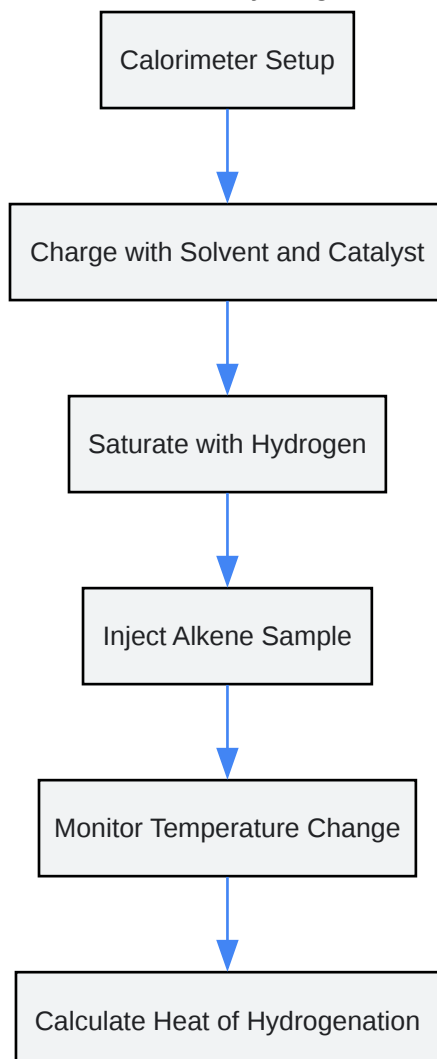 Calorimeter Setup
Charge with Solvent and Catalyst
Saturate with Hydrogen
Inject Alkene Sample
Monitor Temperature Change
Calculate Heat of Hydrogenation